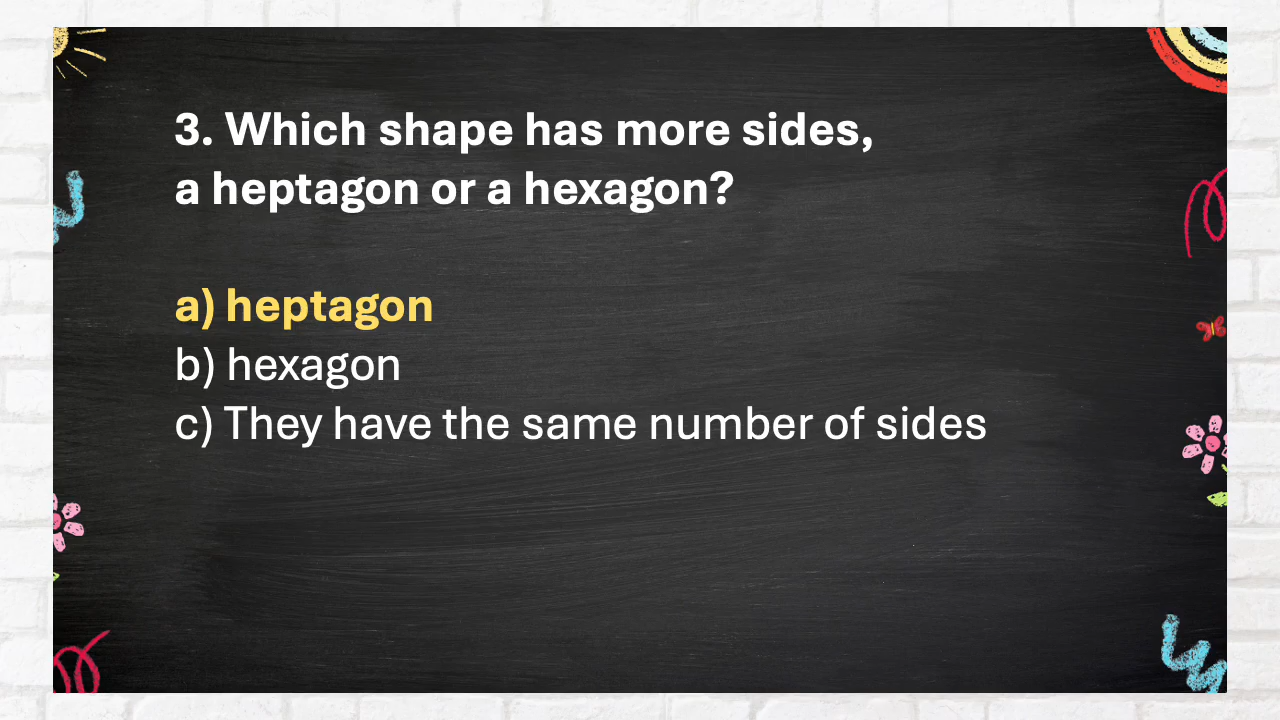 3. Which shape has more sides,
a heptagon or a hexagon?
a) heptagon
b) hexagon
c) They have the same number of sides